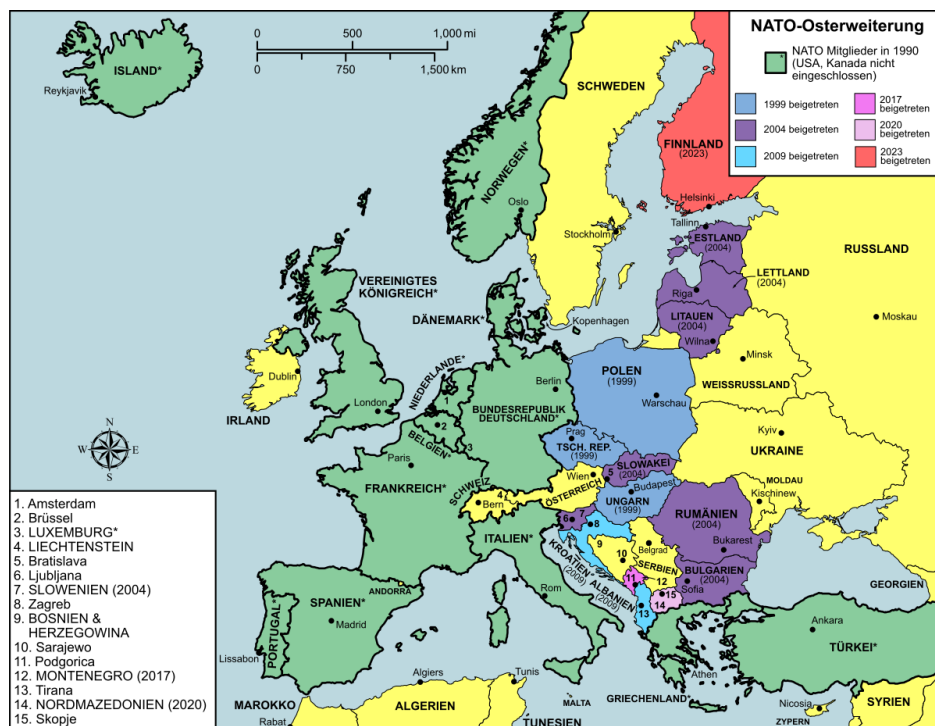 NATO-Osterweiterung
* NATO Mitglieder in 1990
(USA, Kanada nicht
eingeschlossen)
1999 beigetreten
2017
beigetreten
2004 beigetreten
2020
beigetreten
2009 beigetreten
2023
beigetreten
0 500 1,000 mi
0 750 1,500 km
ISLAND*
Reykjavik
SCHWEDEN
FINNLAND
(2023)
NORWEGEN*
Oslo
Helsinki
Tallinn
Stockholm
ESTLAND
(2004)
RUSSLAND
LETTLAND
(2004)
Riga
VEREINIGTES
KÖNIGREICH*
DÄNEMARK*
Kopenhagen
LITAUEN
(2004)
Wilna
Moskau
Minsk
WEISSRUSSLAND
Dublin
IRLAND
London
NIEDERLANDE*
1
Berlin
POLEN
(1999)
Warschau
BUNDESREPUBLIK
DEUTSCHLAND*
2
BELGIEN*
3
Prag
TSCH. REP.
(1999)
Kyiv
UKRAINE
N
W E
S
Paris
FRANKREICH*
SCHWEIZ
Bern
4
Wien
ÖSTERREICH
5
SLOWAKEI
(2004)
Budapest
UNGARN
(1999)
MOLDAU
Kischinew
RUMÄNIEN
(2004)
Bukarest
ITALIEN*
6
7
8
KROATIEN*
(2009)
9
10
Belgrad
SERBIEN
11
12
ALBANIEN
(2009)
13
14
15
BULGARIEN
(2004)
Sofia
GEORGIEN
ANDORRA
Rom
SPANIEN*
Madrid
PORTUGAL*
Lissabon
Ankara
TÜRKEI*
Athen
GRIECHENLAND*
Algiers
Tunis
MALTA
MAROKKO
Rabat
ALGERIEN
TUNESIEN
Nicosia
ZYPERN
SYRIEN
1. Amsterdam
2. Brüssel
3. LUXEMBURG*
4. LIECHTENSTEIN
5. Bratislava
6. Ljubljana
7. SLOWENIEN (2004)
8. Zagreb
9. BOSNIEN &
HERZEGOWINA
10. Sarajewo
11. Podgorica
12. MONTENEGRO (2017)
13. Tirana
14. NORDMAZEDONIEN (2020)
15. Skopje